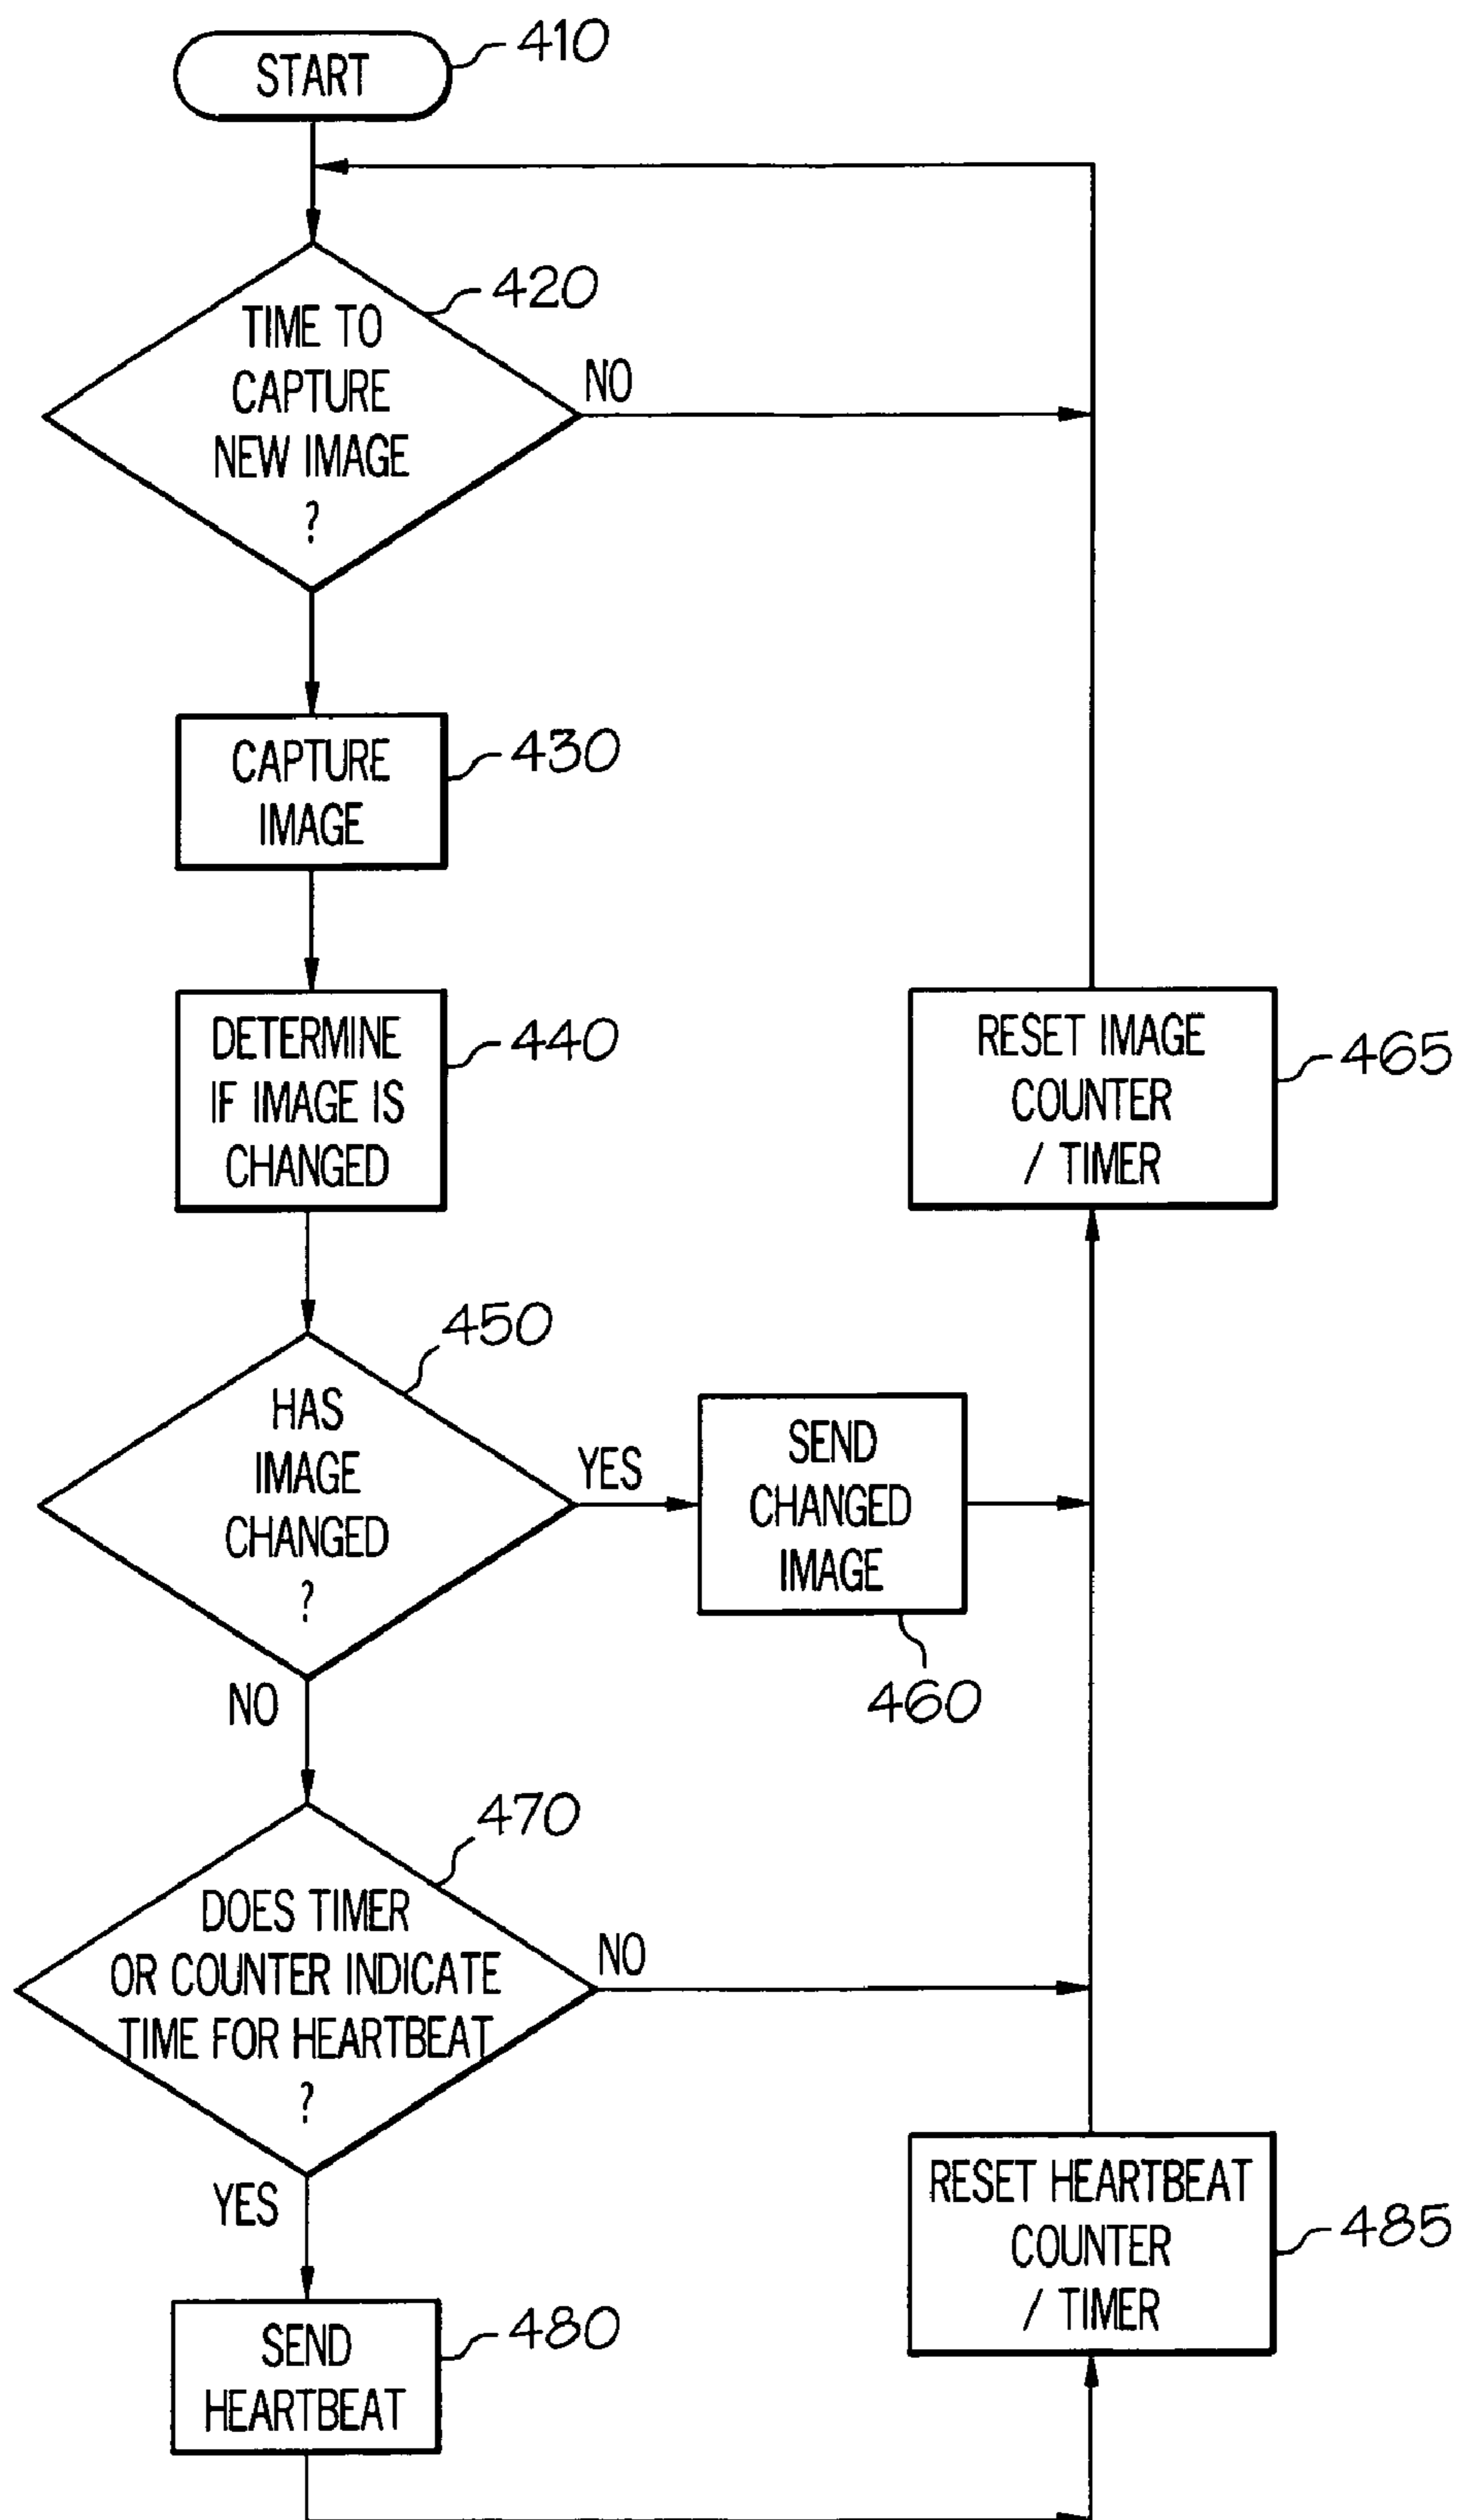 START
410
TIME TO
CAPTURE
NEW IMAGE
?
420
NO
CAPTURE
IMAGE
430
DETERMINE
IF IMAGE IS
CHANGED
440
RESET IMAGE
COUNTER
/ TIMER
465
HAS
IMAGE
CHANGED
?
450
YES
SEND
CHANGED
IMAGE
460
NO
DOES TIMER
OR COUNTER INDICATE
TIME FOR HEARTBEAT
?
470
NO
YES
RESET HEARTBEAT
COUNTER
/ TIMER
485
SEND
HEARTBEAT
480